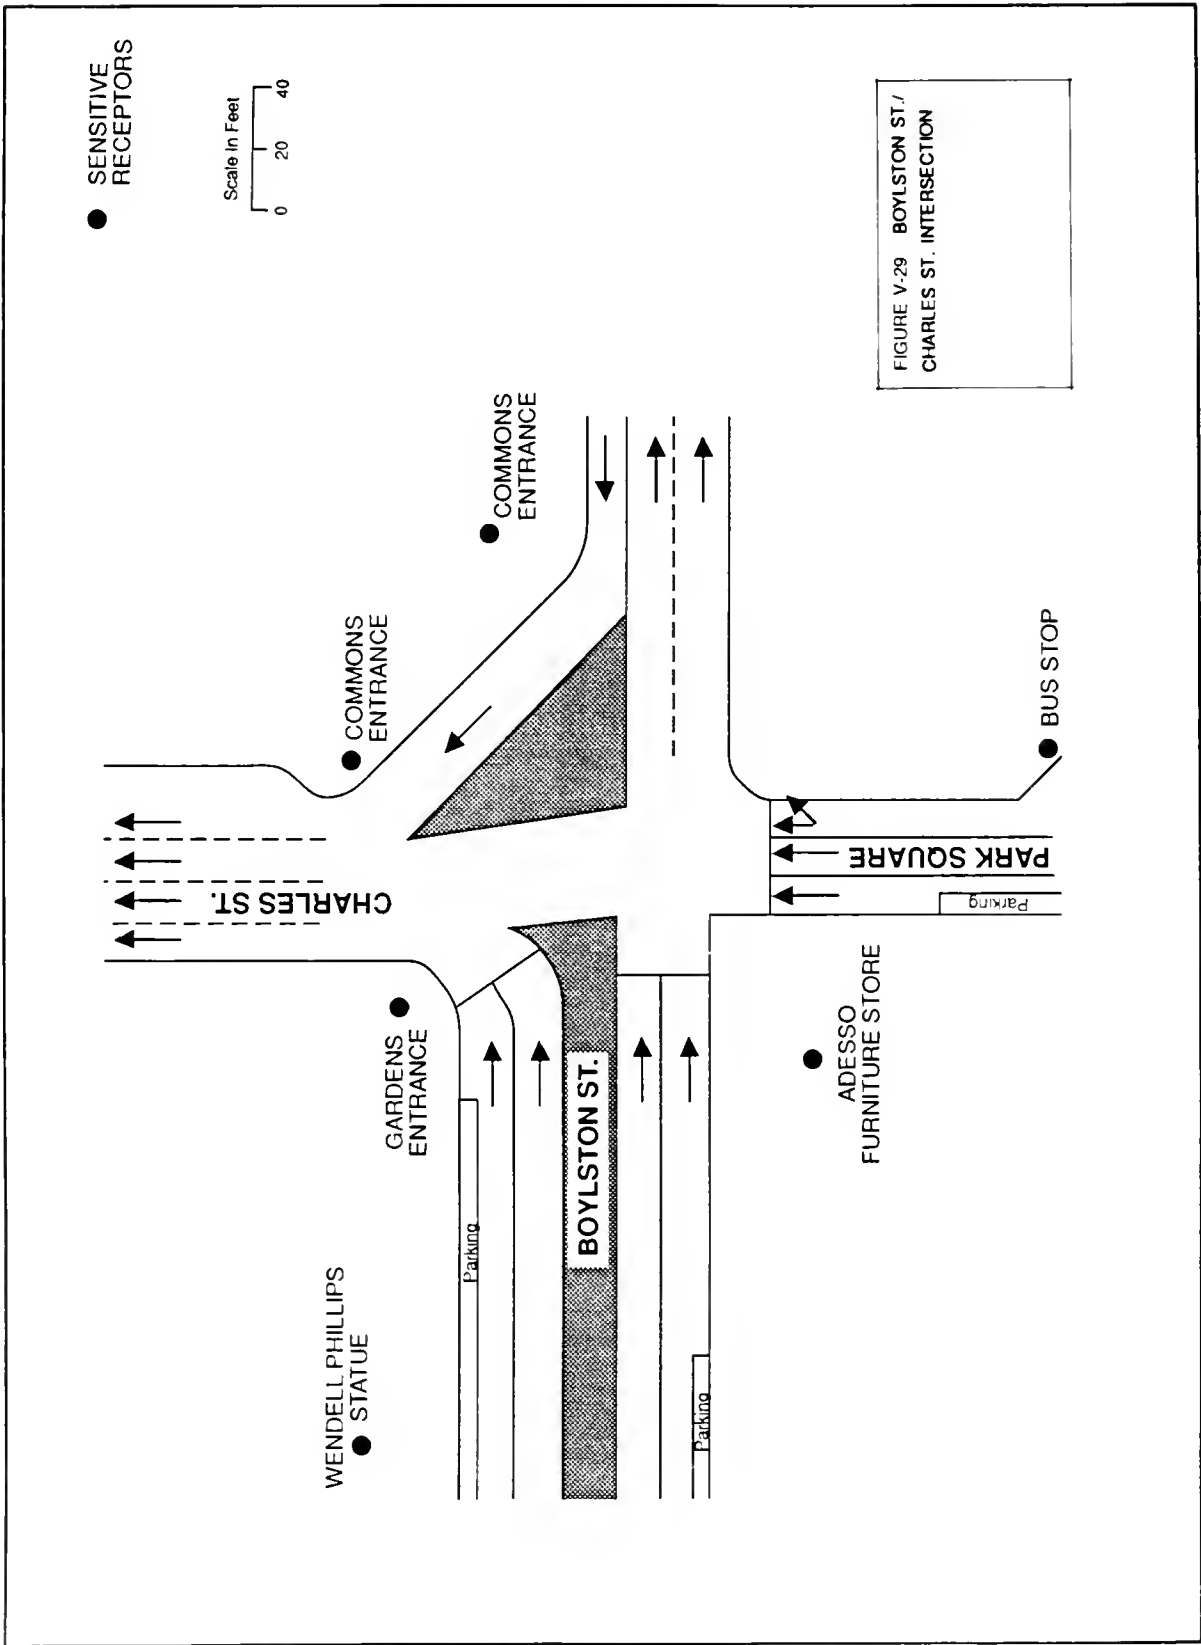 SENSITIVE
RECEPTORS
Scale in Feet
0 20 40
COMMONS
ENTRANCE
COMMONS
ENTRANCE
CHARLES ST.
GARDENS
ENTRANCE
WENDELL PHILLIPS
STATUE
Parking
BOYLSTON ST.
Parking
PARK SQUARE
Parking
BUS STOP
ADESSO
FURNITURE STORE
FIGURE V-29 BOYLSTON ST./
CHARLES ST. INTERSECTION